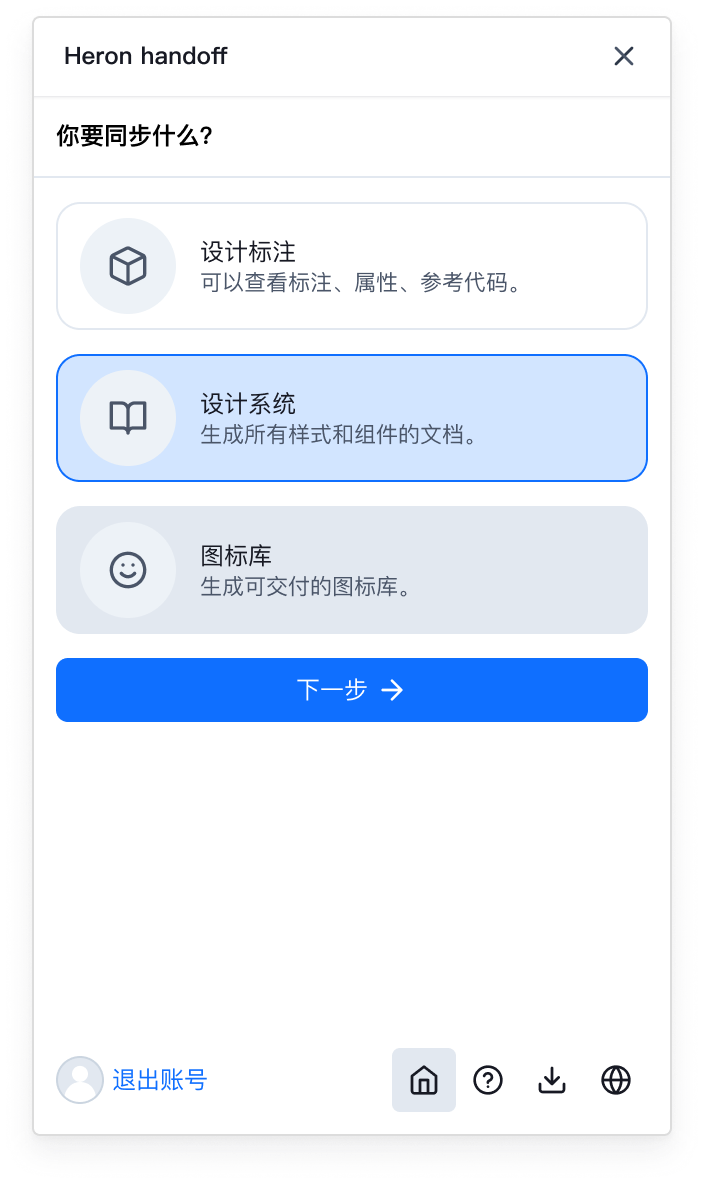 Heron handoff
你要同步什么?
设计标注
可以查看标注、属性、参考代码。
设计系统
生成所有样式和组件的文档。
图标库
生成可交付的图标库。
下一步
退出账号